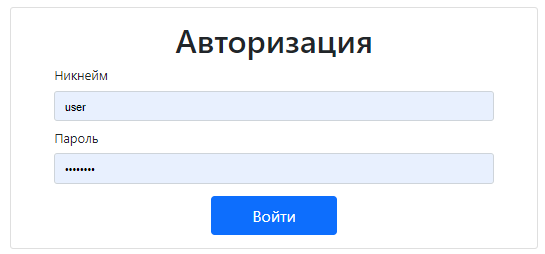 Авторизация
Никнейм
user
Пароль
••••••••
Войти